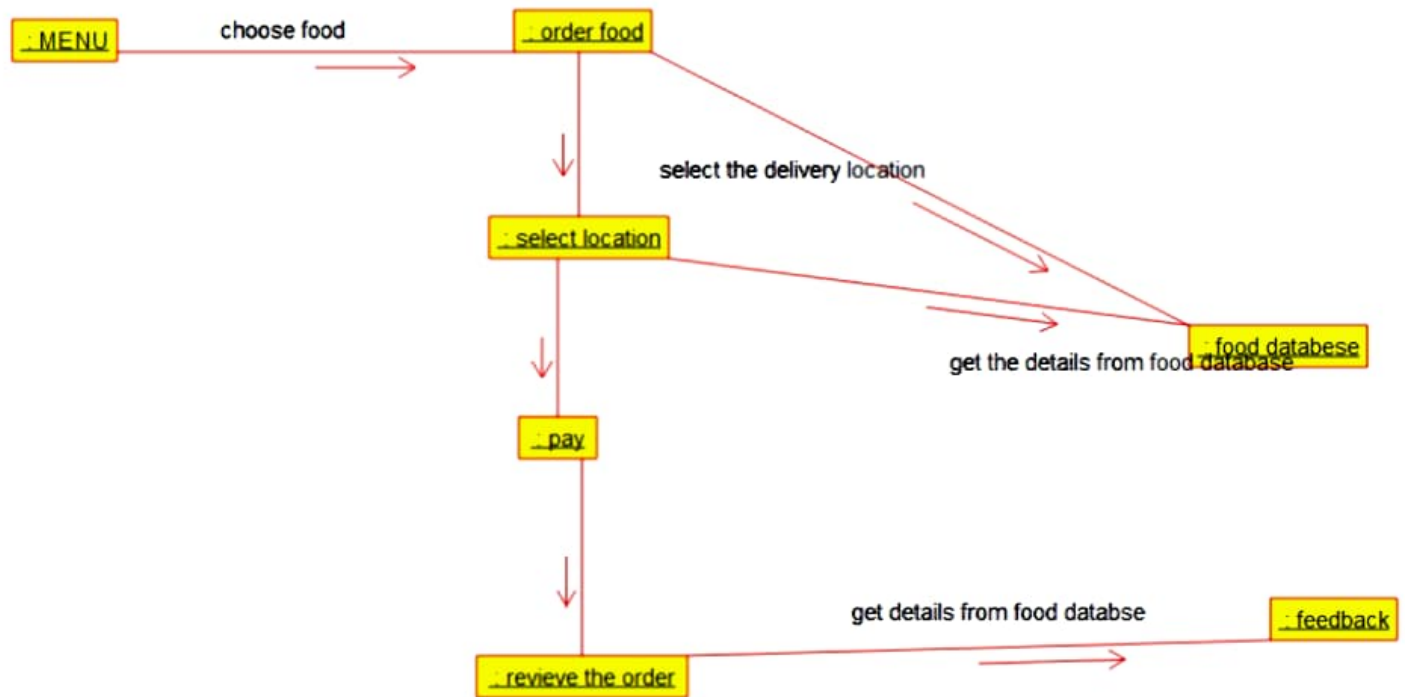 : MENU
choose food
: order food
select the delivery location
: select location
: food databese
get the details from food database
: pay
get details from food databse
: feedback
: revieve the order